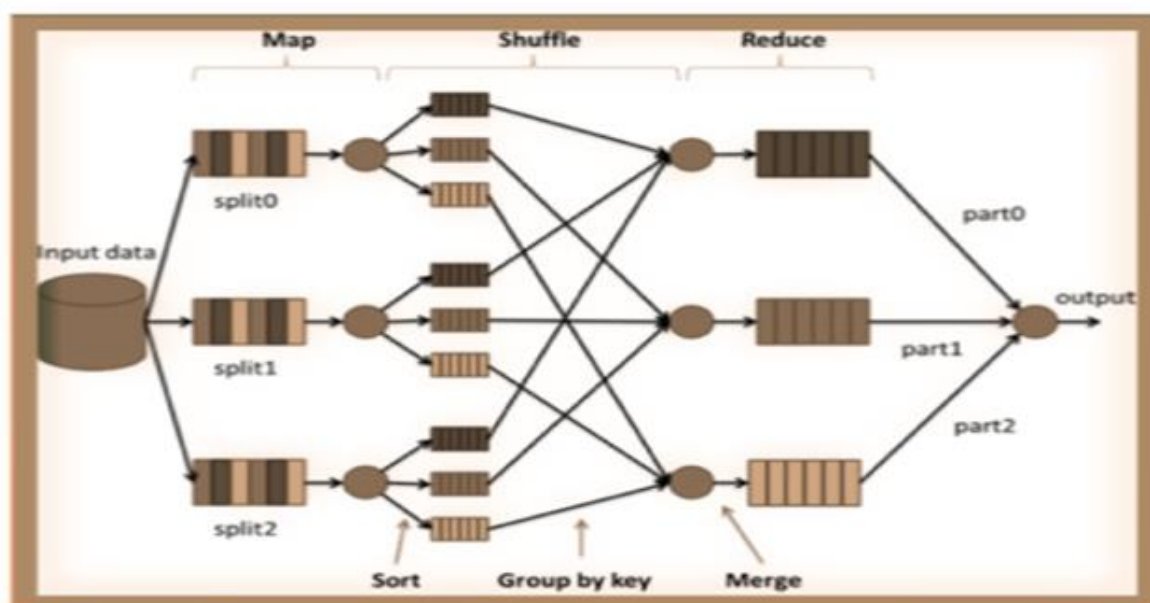 Map
Shuffle
Reduce
split0
Input data
split1
split2
part0
output
part1
part2
Sort
Group by key
Merge